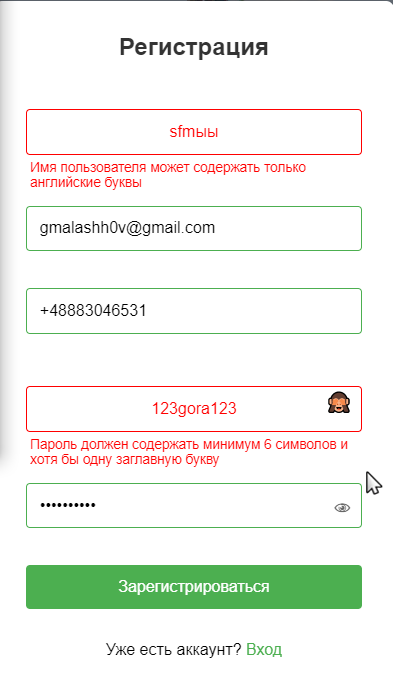 Регистрация
sfmыы
Имя пользователя может содержать только
английские буквы
gmalashh0v@gmail.com
+48883046531
123gora123
Пароль должен содержать минимум 6 символов и
хотя бы одну заглавную букву
••••••••••
Зарегистрироваться
Уже есть аккаунт? Вход